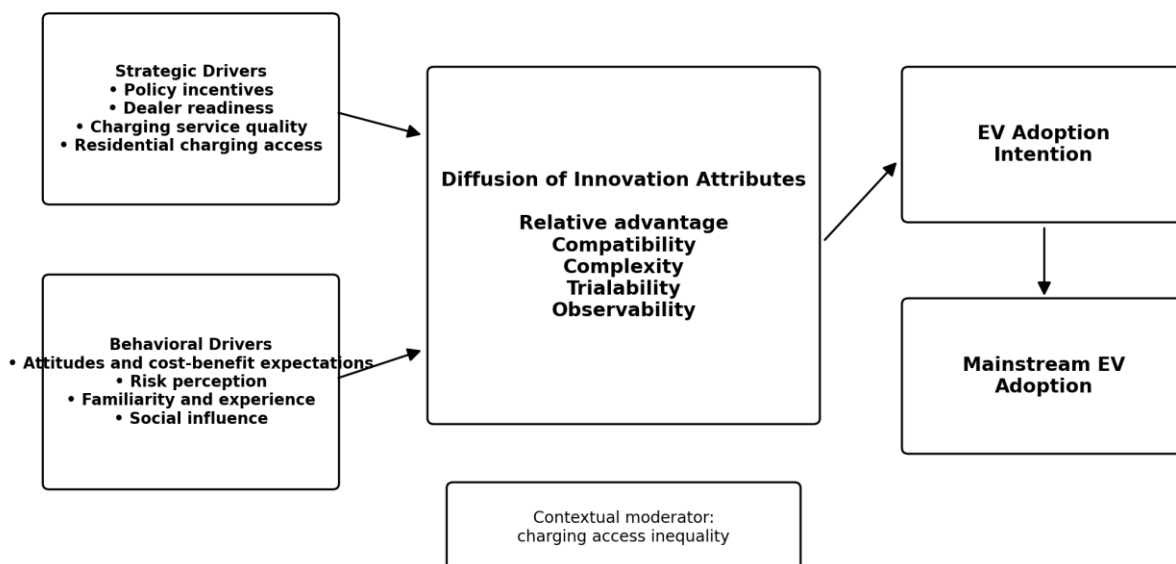 Strategic Drivers
• Policy incentives
• Dealer readiness
• Charging service quality
• Residential charging access
Behavioral Drivers
• Attitudes and cost-benefit expectations
• Risk perception
• Familiarity and experience
• Social influence
Diffusion of Innovation Attributes
Relative advantage
Compatibility
Complexity
Trialability
Observability
Contextual moderator:
charging access inequality
EV Adoption
Intention
Mainstream EV
Adoption